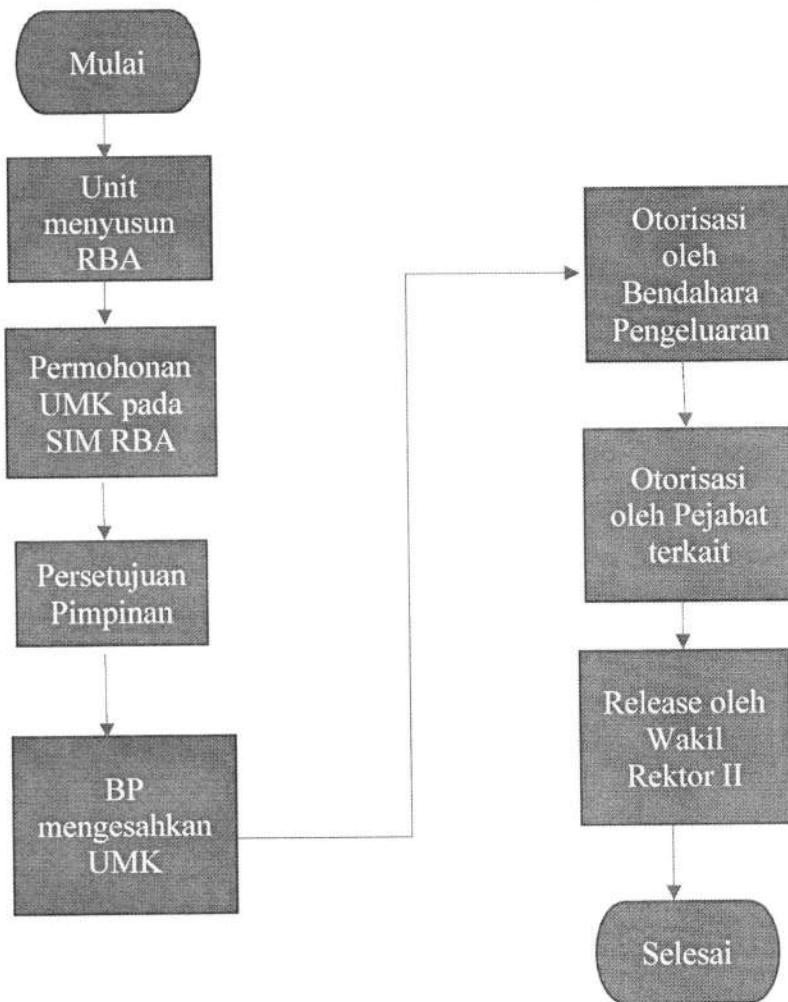 Mulai
Unit
menyusun
RBA
Permohonan
UMK pada
SIM RBA
Persetujuan
Pimpinan
BP
mengesahkan
UMK
Otorisasi
oleh
Bendahara
Pengeluaran
Otorisasi
oleh Pejabat
terkait
Release oleh
Wakil
Rektor II
Selesai